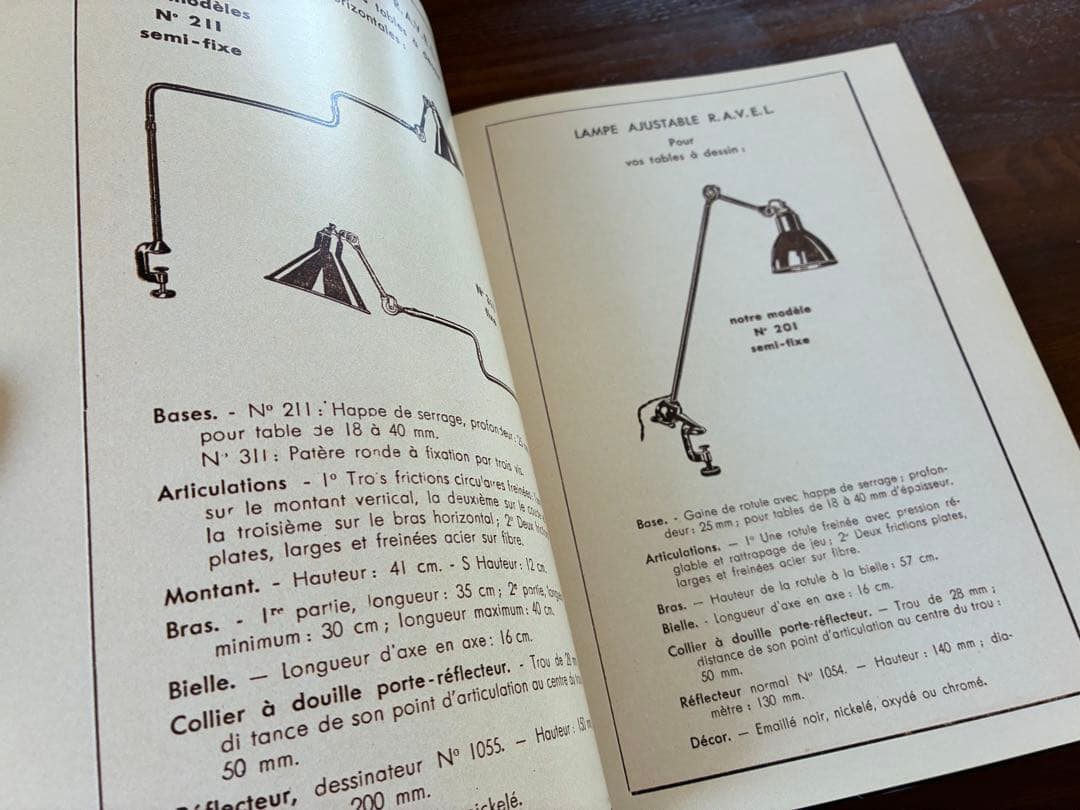 modèles
N° 211
semi-fixe
R.A.V.
tables à
horizontales :
N° 311
fixe
Bases. - N° 211 : Happe de serrage, profondeur : 25
pour table de 18 à 40 mm.
N° 311 : Patère ronde à fixation par trois vis.
Articulations - 1° Trois frictions circulaires freinées,
sur le montant vertical, la deuxième sur le
la troisième sur le bras horizontal ; 2° Deux frictions
plates, larges et freinées acier sur fibre.
Montant. - Hauteur : 41 cm. - S Hauteur : 12 cm.
Bras. - 1re partie, longueur : 35 cm ; 2e partie,
minimum : 30 cm ; longueur maximum : 40 cm.
Bielle. — Longueur d'axe en axe : 16 cm.
Collier à douille porte-réflecteur. - Trou de 28
di tance de son point d'articulation au centre du
50 mm.
Réflecteur, dessinateur N° 1055. — Hauteur : 150
200 mm.
nickelé.
LAMPE AJUSTABLE R.A.V.E.L
Pour
vos tables à dessin :
notre modèle
N° 201
semi-fixe
Base. - Gaine de rotule avec happe de serrage ; profon-
deur : 25 mm ; pour tables de 18 à 40 mm d'épaisseur.
Articulations. — 1° Une rotule freinée avec pression ré-
glable et rattrapage de jeu ; 2° Deux frictions plates,
larges et freinées acier sur fibre.
Bras. — Hauteur de la rotule à la bielle : 57 cm.
Bielle. - Longueur d'axe en axe : 16 cm.
Collier à douille porte-réflecteur. — Trou de 28 mm ;
distance de son point d'articulation au centre du trou :
50 mm.
Réflecteur normal N° 1054. — Hauteur : 140 mm ; dia-
mètre : 130 mm.
Décor. — Emaillé noir, nickelé, oxydé ou chromé.